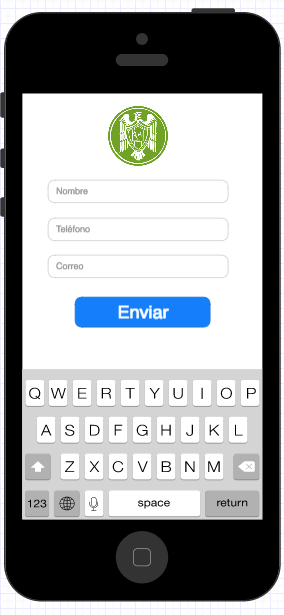 Nombre
Teléfono
Correo
Enviar
Q W E R T Y U I O P
A S D F G H J K L
Z X C V B N M
123 space return